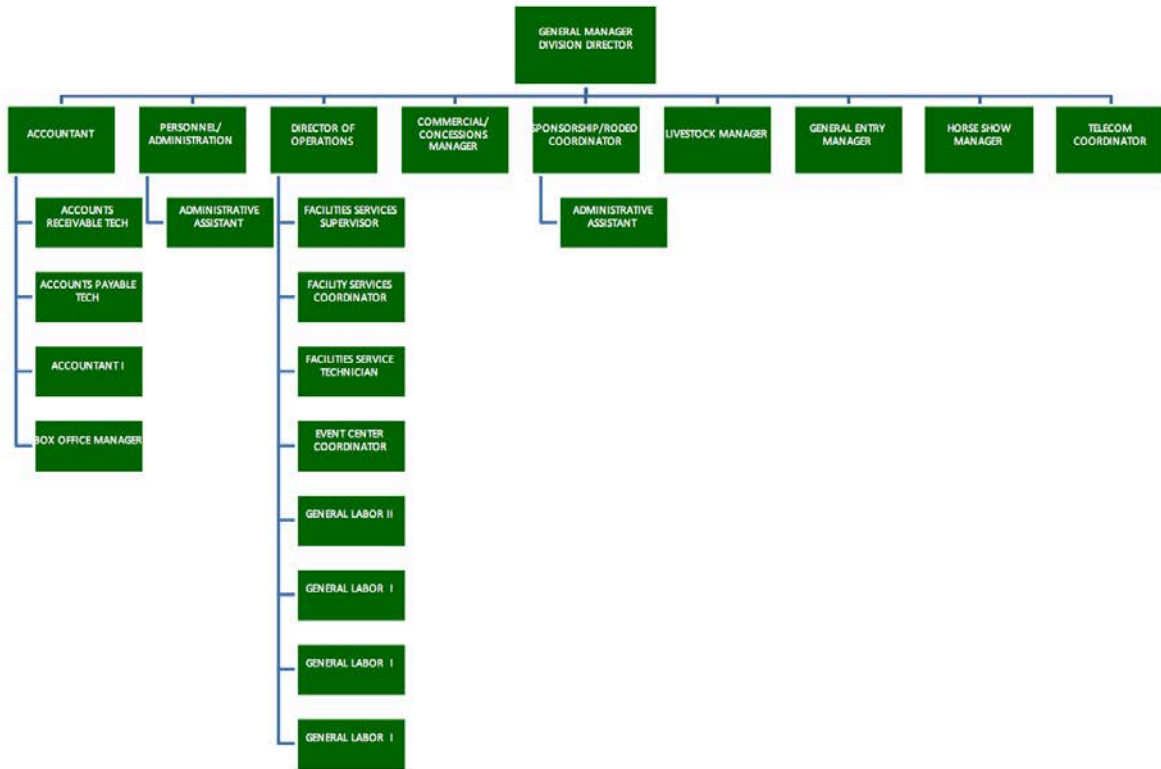 GENERAL MANAGER
DIVISION DIRECTOR
ACCOUNTANT
PERSONNEL/
ADMINISTRATION
DIRECTOR OF
OPERATIONS
COMMERCIAL/
CONCESSIONS
MANAGER
SPONSORSHIP/RODEO
COORDINATOR
LIVESTOCK MANAGER
GENERAL ENTRY
MANAGER
HORSE SHOW
MANAGER
TELECOM
COORDINATOR
ACCOUNTS
RECEIVABLE TECH
ACCOUNTS PAYABLE
TECH
ACCOUNTANT I
BOX OFFICE MANAGER
ADMINISTRATIVE
ASSISTANT
FACILITIES SERVICES
SUPERVISOR
FACILITY SERVICES
COORDINATOR
FACILITIES SERVICE
TECHNICIAN
EVENT CENTER
COORDINATOR
GENERAL LABOR II
GENERAL LABOR I
GENERAL LABOR I
GENERAL LABOR I
ADMINISTRATIVE
ASSISTANT